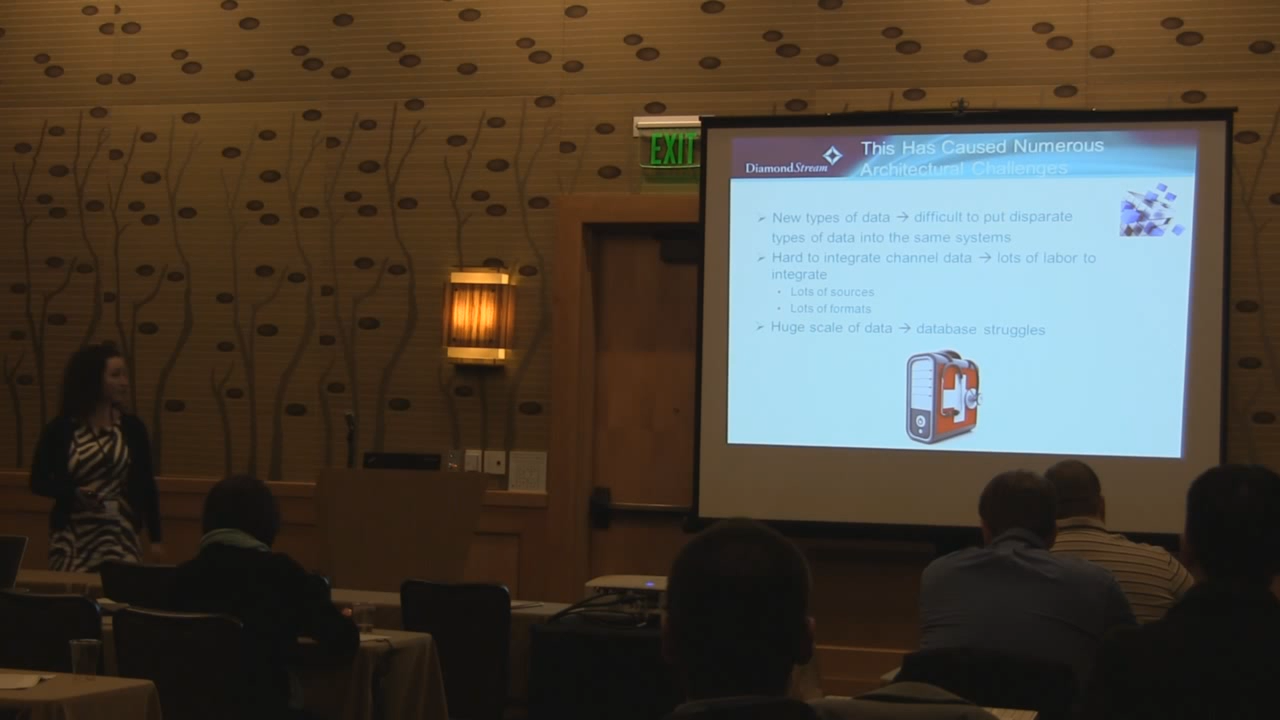 EXIT
DiamondStream
This Has Caused Numerous
Architectural Challenges
➢ New types of data → difficult to put disparate
types of data into the same systems
➢ Hard to integrate channel data → lots of labor to
integrate
• Lots of sources
• Lots of formats
➢ Huge scale of data → database struggles